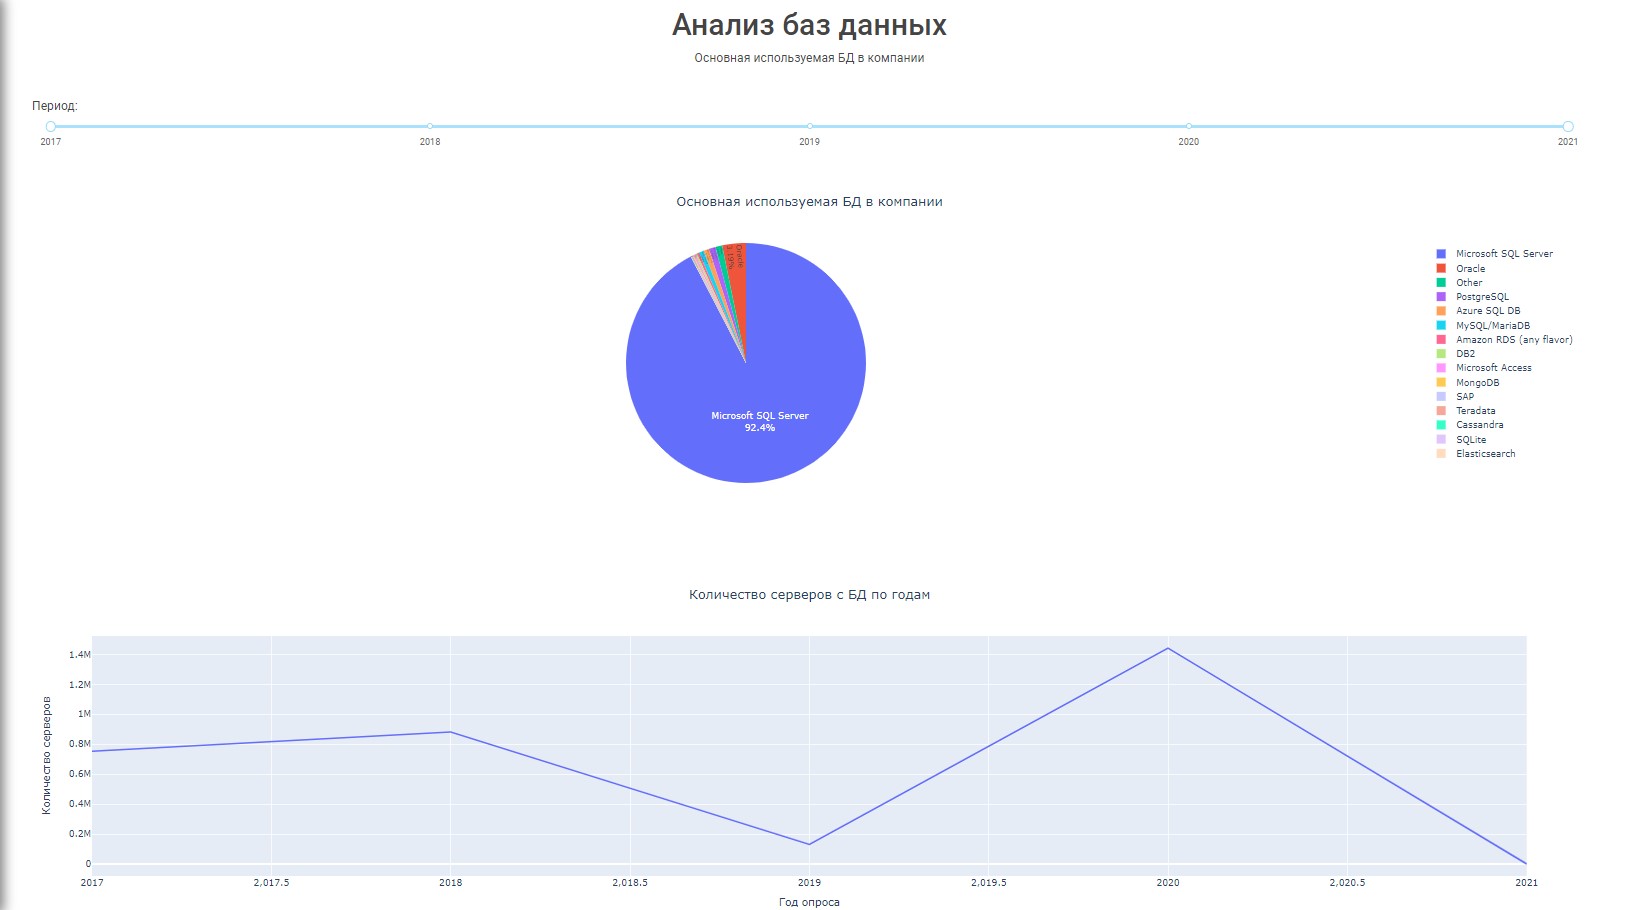 Анализ баз данных
Основная используемая БД в компании
Период:
2017
2018
2019
2020
2021
Основная используемая БД в компании
Oracle
3.19%
Microsoft SQL Server
92.4%
Microsoft SQL Server
Oracle
Other
PostgreSQL
Azure SQL DB
MySQL/MariaDB
Amazon RDS (any flavor)
DB2
Microsoft Access
MongoDB
SAP
Teradata
Cassandra
SQLite
Elasticsearch
Количество серверов с БД по годам
Количество серверов
1.4M
1.2M
1M
0.8M
0.6M
0.4M
0.2M
0
2017
2,017.5
2018
2,018.5
2019
2,019.5
2020
2,020.5
2021
Год опроса